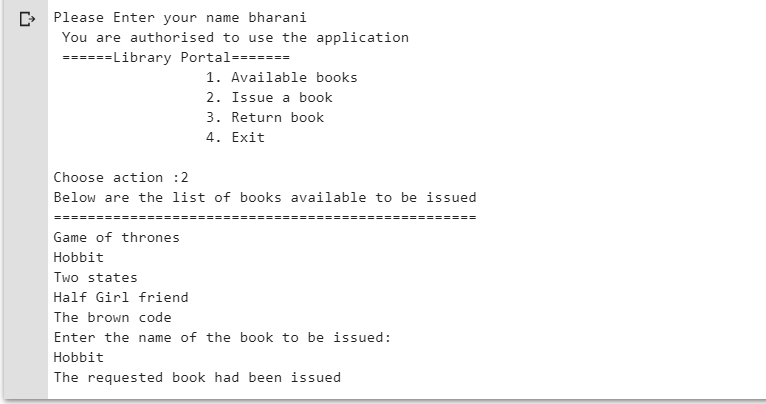 Please Enter your name bharani
You are authorised to use the application
======Library Portal=======
1. Available books
2. Issue a book
3. Return book
4. Exit
Choose action :2
Below are the list of books available to be issued
==================================================
Game of thrones
Hobbit
Two states
Half Girl friend
The brown code
Enter the name of the book to be issued:
Hobbit
The requested book had been issued